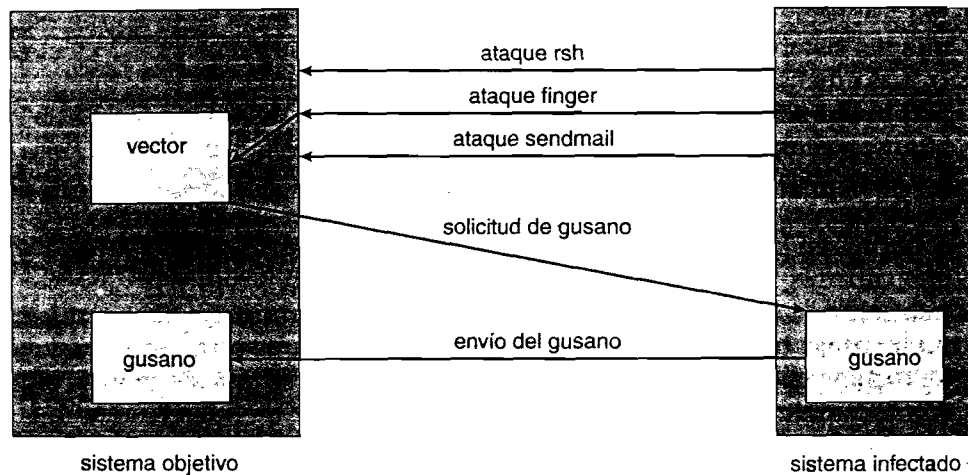 ataque rsh
ataque finger
vector
ataque sendmail
solicitud de gusano
gusano
envío del gusano
gusano
sistema objetivo
sistema infectado